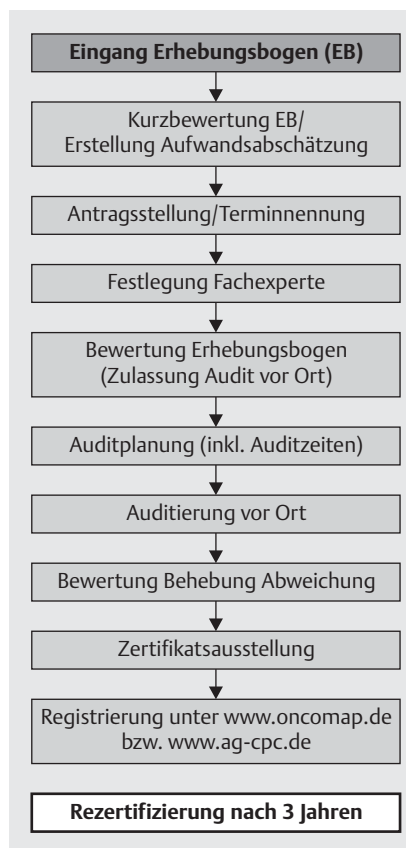 Eingang Erhebungsbogen (EB)
Kurzbewertung EB/
Erstellung Aufwandsabschätzung
Antragsstellung/Terminnennung
Festlegung Fachexperte
Bewertung Erhebungsbogen
(Zulassung Audit vor Ort)
Auditplanung (inkl. Auditzeiten)
Auditierung vor Ort
Bewertung Behebung Abweichung
Zertifikatsausstellung
Registrierung unter www.oncomap.de
bzw. www.ag-cpc.de
Rezertifizierung nach 3 Jahren